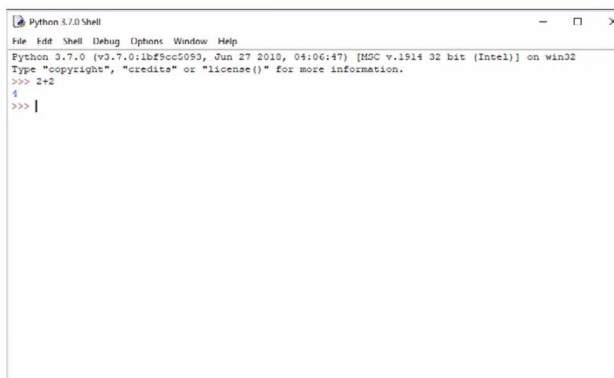 Python 3.7.0 Shell
File Edit Shell Debug Options Window Help
Python 3.7.0 (v3.7.0:1bf9cc5093, Jun 27 2018, 04:06:47) [MSC v.1914 32 bit (Intel)] on win32
Type "copyright", "credits" or "license()" for more information.
>>> 2+2
4
>>>